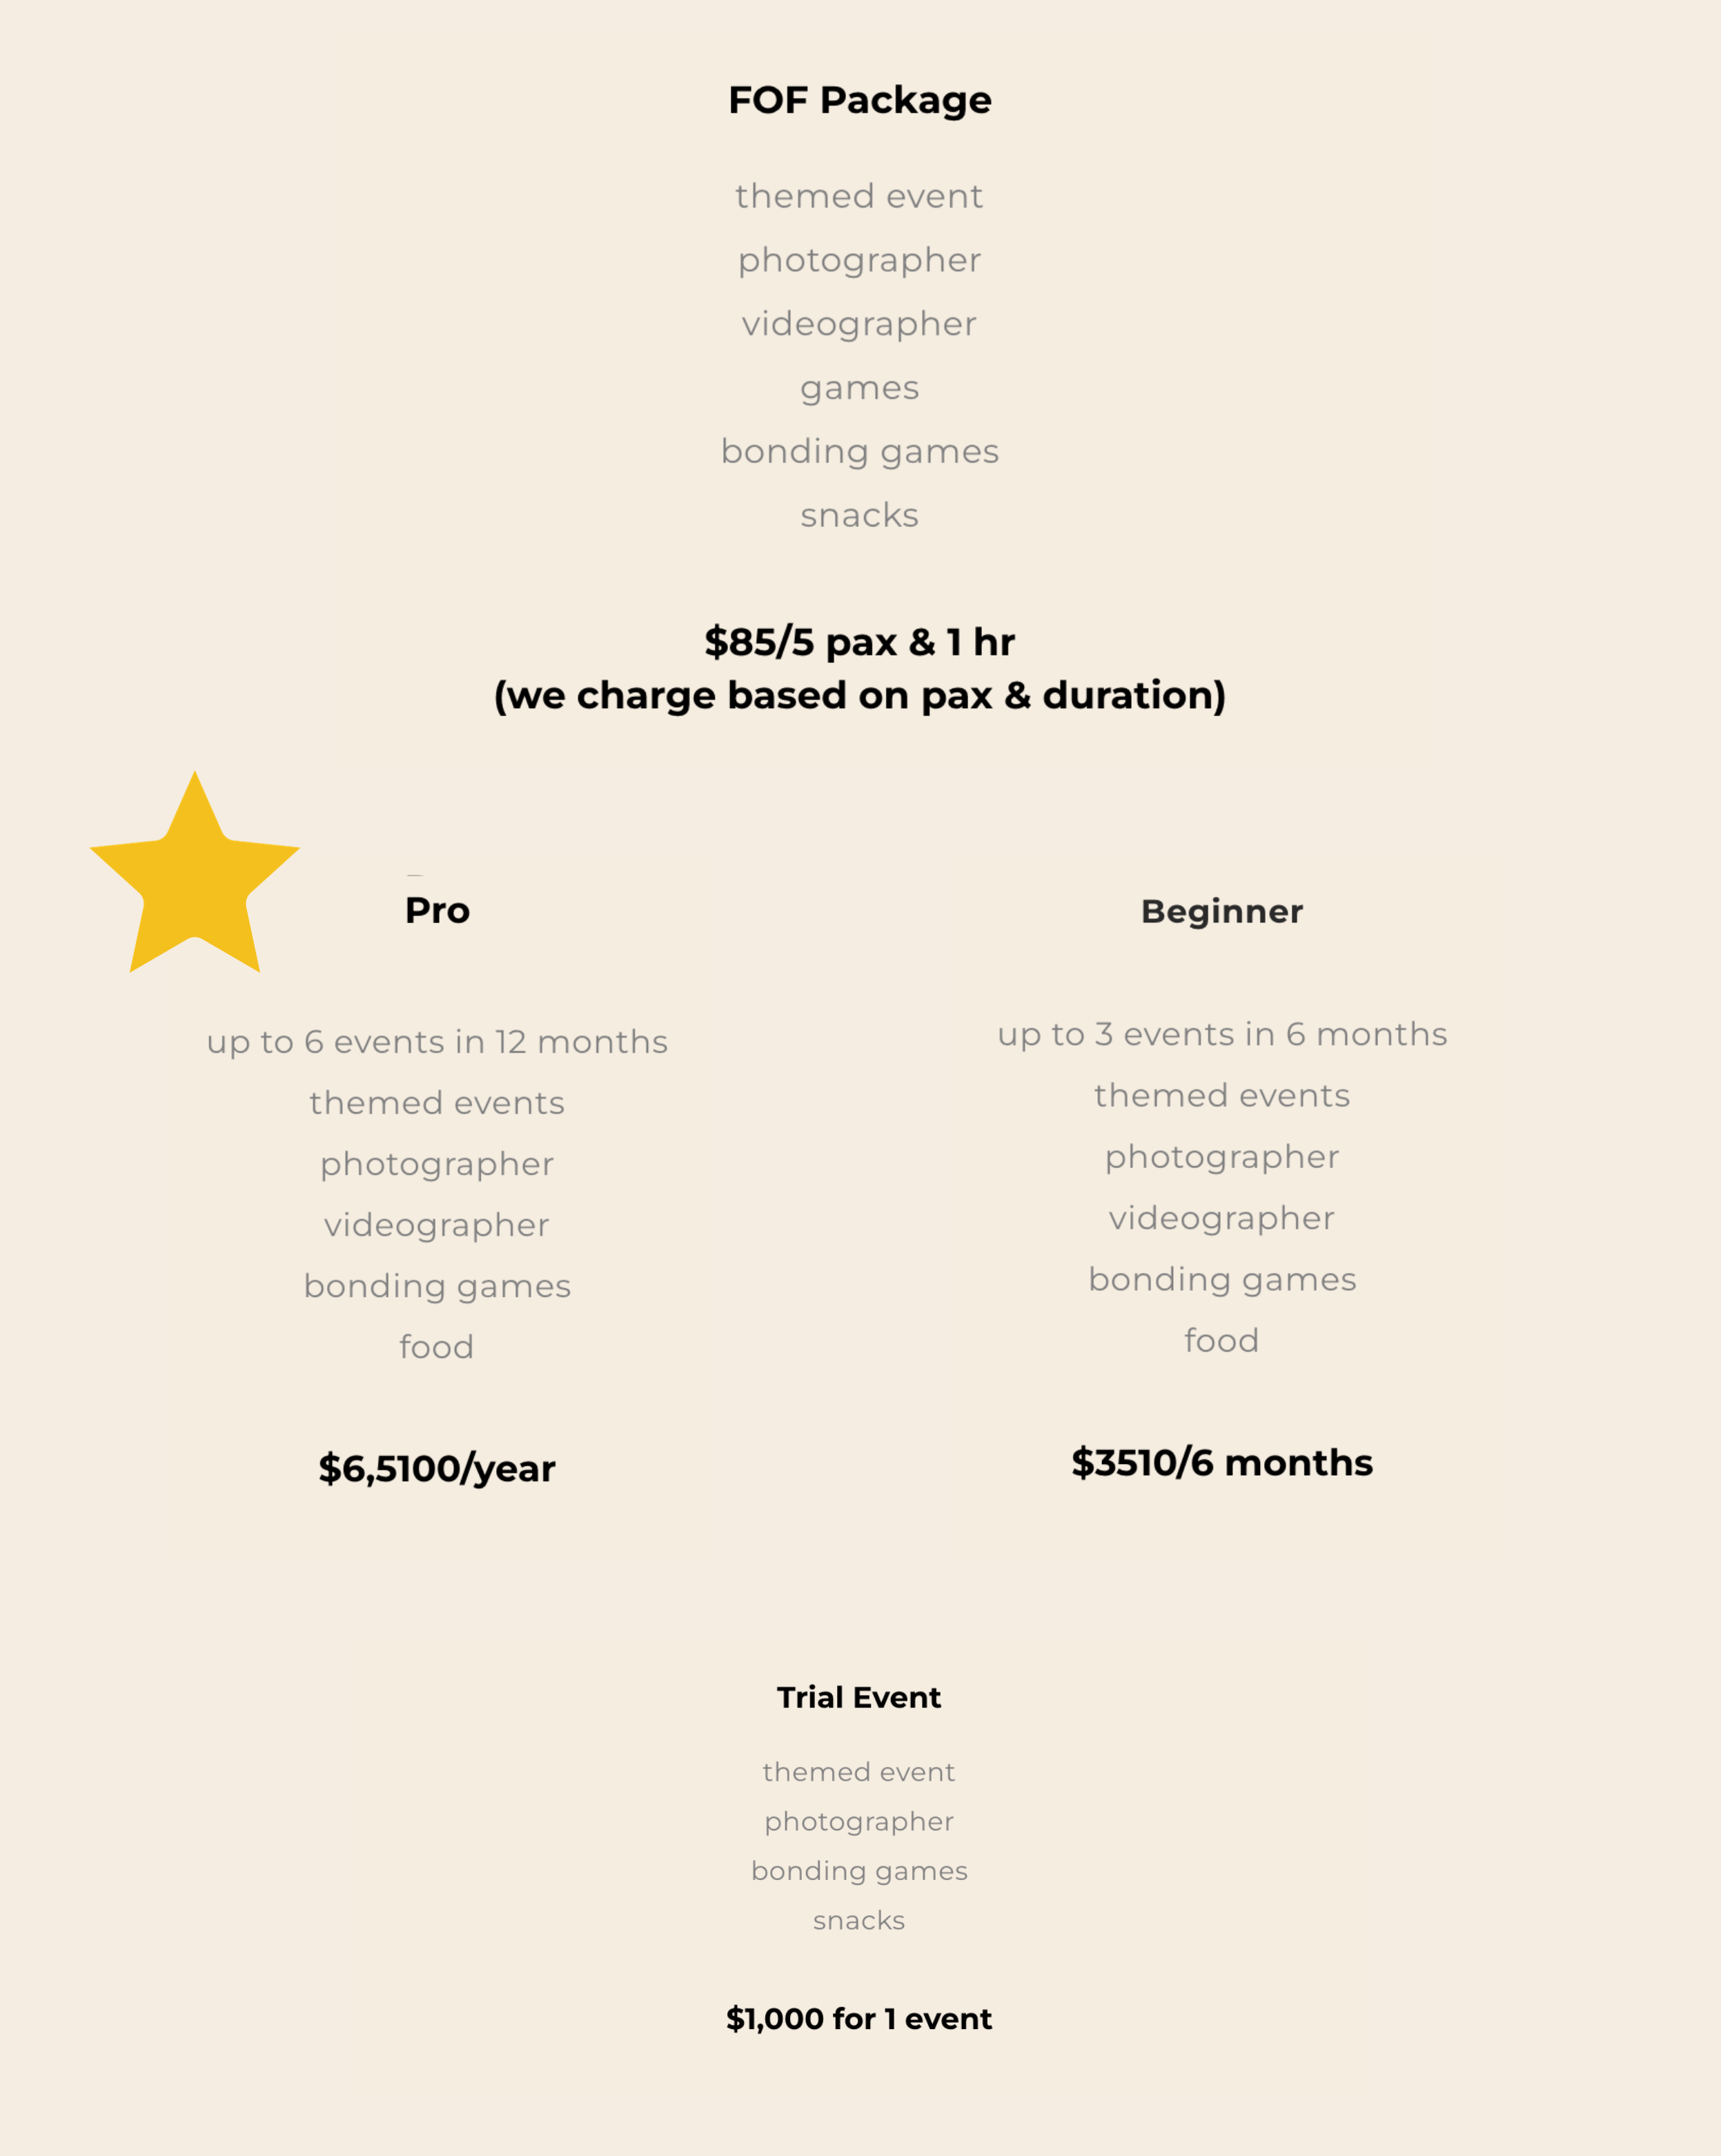 FOF Package
themed event
photographer
videographer
games
bonding games
snacks
$85/5 pax & 1 hr
(we charge based on pax & duration)
Pro
up to 6 events in 12 months
themed events
photographer
videographer
bonding games
food
$6,5100/year
Beginner
up to 3 events in 6 months
themed events
photographer
videographer
bonding games
food
$3510/6 months
Trial Event
themed event
photographer
bonding games
snacks
$1,000 for 1 event